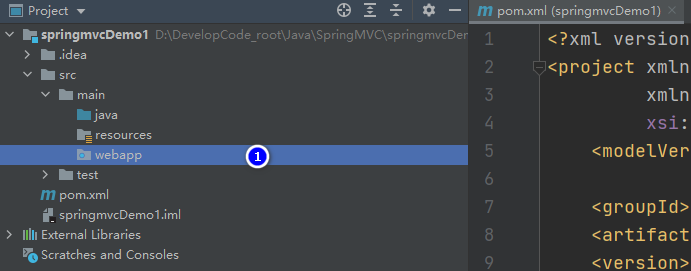 Project
springmvcDemo1 D:\DevelopCode_root\Java\SpringMVC\springmvcDem
.idea
src
main
java
resources
webapp 1
test
pom.xml
springmvcDemo1.iml
External Libraries
Scratches and Consoles
pom.xml (springmvcDemo1)
1 <?xml version
2 <project xmln
3 xmln
4 xsi:
5 <modelVer
6
7 <groupId>
8 <artifact
9 <version>